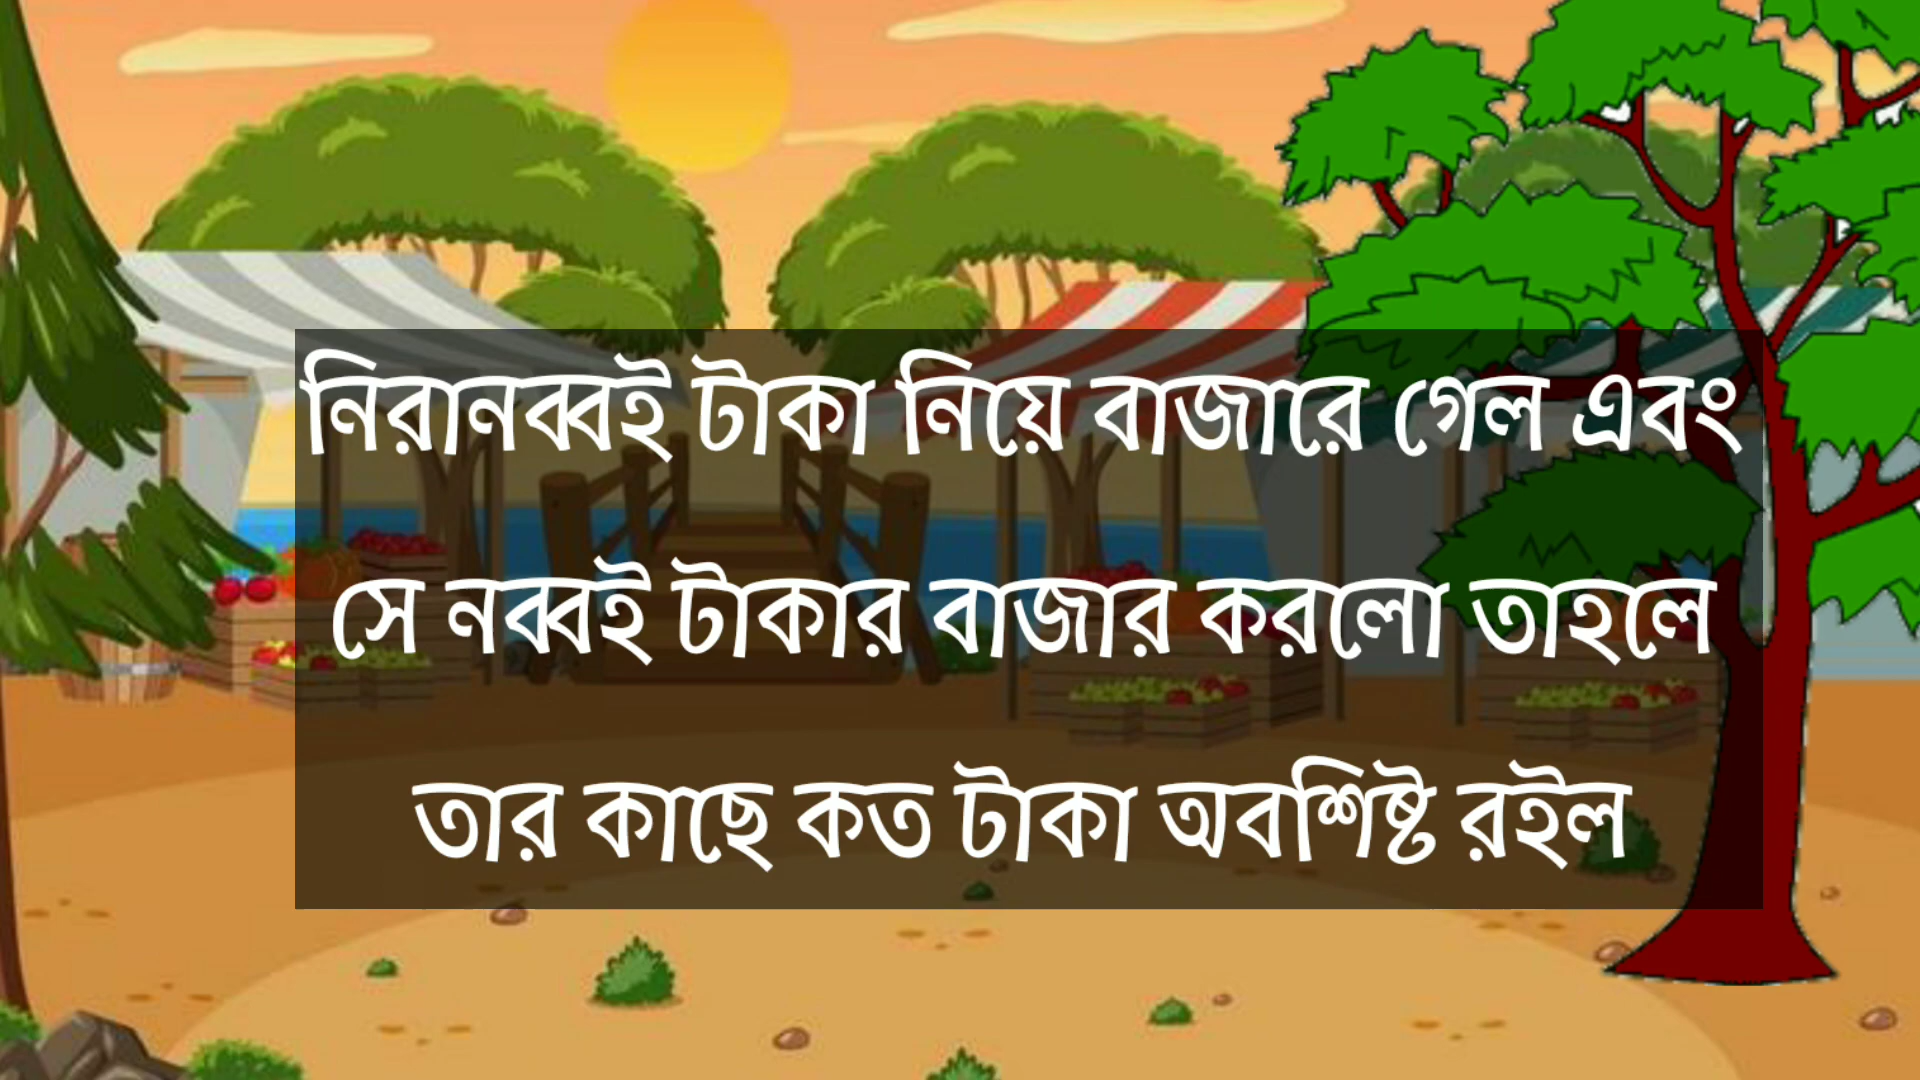 নিরানব্বই টাকা নিয়ে বাজারে গেল এবং
সে নব্বই টাকার বাজার করলো তাহলে
তার কাছে কত টাকা অবশিষ্ট রইল